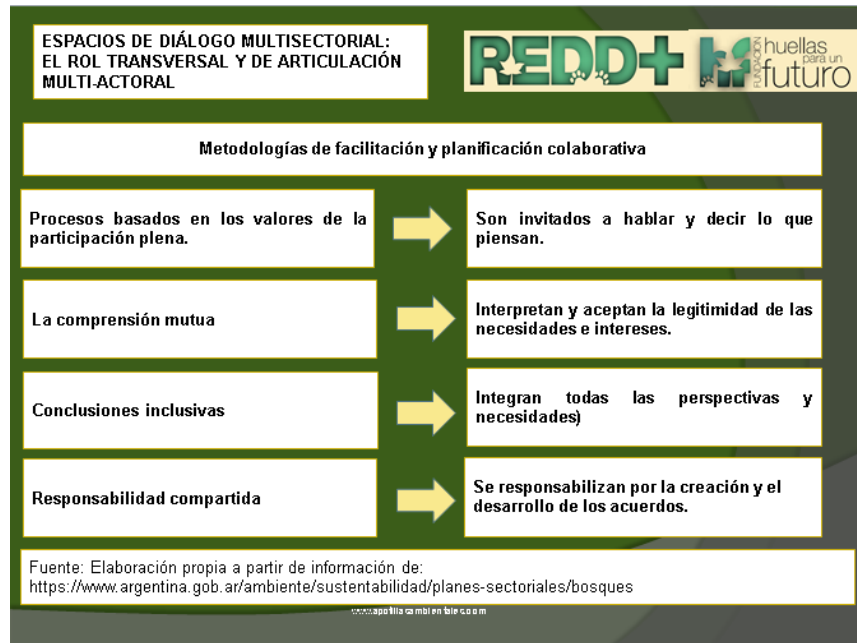 ESPACIOS DE DIÁLOGO MULTISECTORIAL:
EL ROL TRANSVERSAL Y DE ARTICULACIÓN
MULTI-ACTORAL
REDD+
FUNDACIÓN
huellas
para un
futuro
Metodologías de facilitación y planificación colaborativa
Procesos basados en los valores de la
participación plena.
Son invitados a hablar y decir lo que
piensan.
La comprensión mutua
Interpretan y aceptan la legitimidad de las
necesidades e intereses.
Conclusiones inclusivas
Integran todas las perspectivas y
necesidades)
Responsabilidad compartida
Se responsabilizan por la creación y el
desarrollo de los acuerdos.
Fuente: Elaboración propia a partir de información de:
https://www.argentina.gob.ar/ambiente/sustentabilidad/planes-sectoriales/bosques